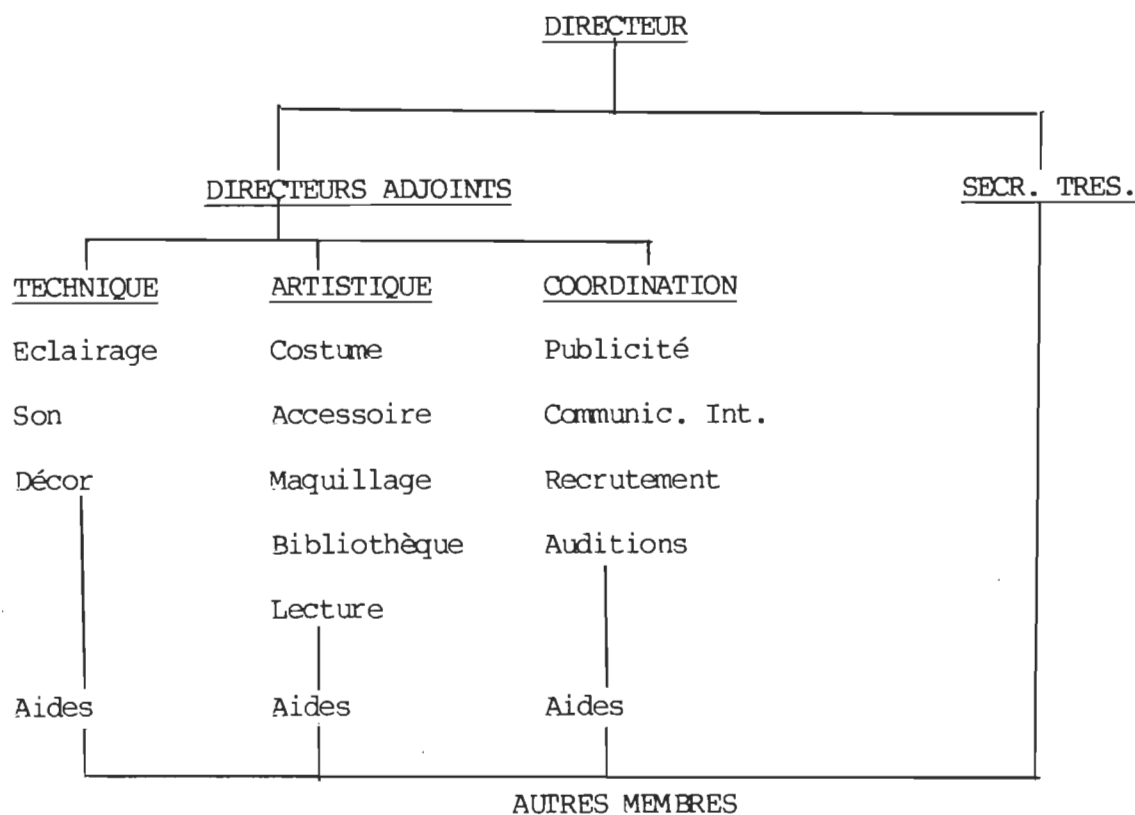 DIRECTEUR
DIRECTEURS ADJOINTS SECR. TRES.
TECHNIQUE ARTISTIQUE COORDINATION
Eclairage Costume Publicité
Son Accessoire Communic. Int.
Décor Maquillage Recrutement
Bibliothèque Auditions
Lecture
Aides Aides Aides
AUTRES MEMBRES